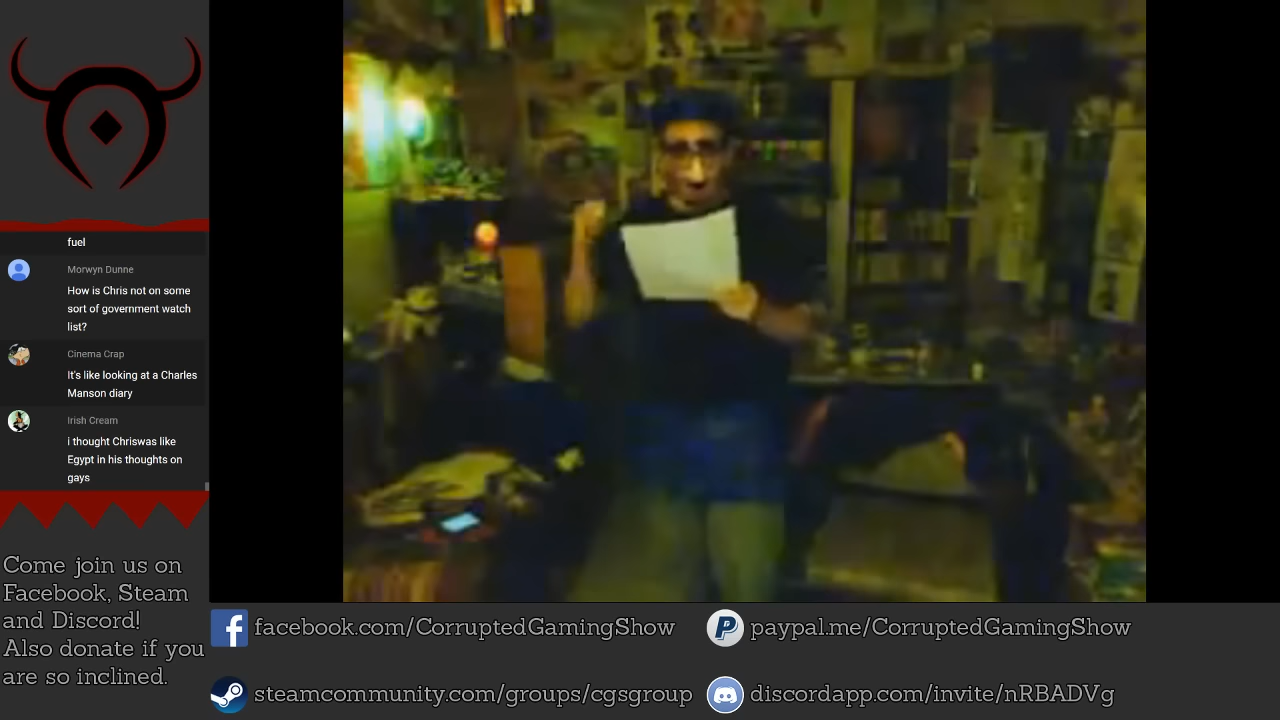 fuel
Morwyn Dunne
How is Chris not on some
sort of government watch
list?
Cinema Crap
It's like looking at a Charles
Manson diary
Irish Cream
i thought Chriswas like
Egypt in his thoughts on
gays
Come join us on
Facebook, Steam
and Discord!
Also donate if you
are so inclined.
facebook.com/CorruptedGamingShow
paypal.me/CorruptedGamingShow
steamcommunity.com/groups/cgsgroup
discordapp.com/invite/nRBADVg